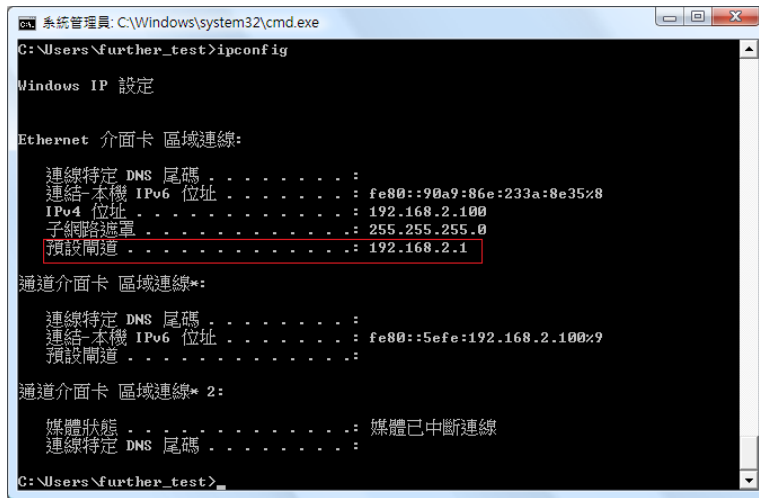 系統管理員: C:\Windows\system32\cmd.exe
C:\Users\further_test>ipconfig
Windows IP 設定
Ethernet 介面卡 區域連線:
連線特定 DNS 尾碼 . . . . . . . . :
連結-本機 IPv6 位址 . . . . . . . : fe80::90a9:86e:233a:8e35%8
IPv4 位址 . . . . . . . . . . . . : 192.168.2.100
子網路遮罩 . . . . . . . . . . . .: 255.255.255.0
預設閘道 . . . . . . . . . . . . .: 192.168.2.1
通道介面卡 區域連線*:
連線特定 DNS 尾碼 . . . . . . . . :
連結-本機 IPv6 位址 . . . . . . . : fe80::5efe:192.168.2.100%9
預設閘道 . . . . . . . . . . . . .:
通道介面卡 區域連線* 2:
媒體狀態 . . . . . . . . . . . . .: 媒體已中斷連線
連線特定 DNS 尾碼 . . . . . . . . :
C:\Users\further_test>_